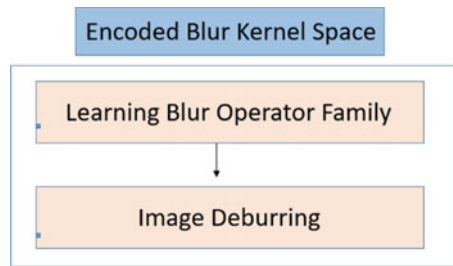 Encoded Blur Kernel Space
Learning Blur Operator Family
Image Deburring